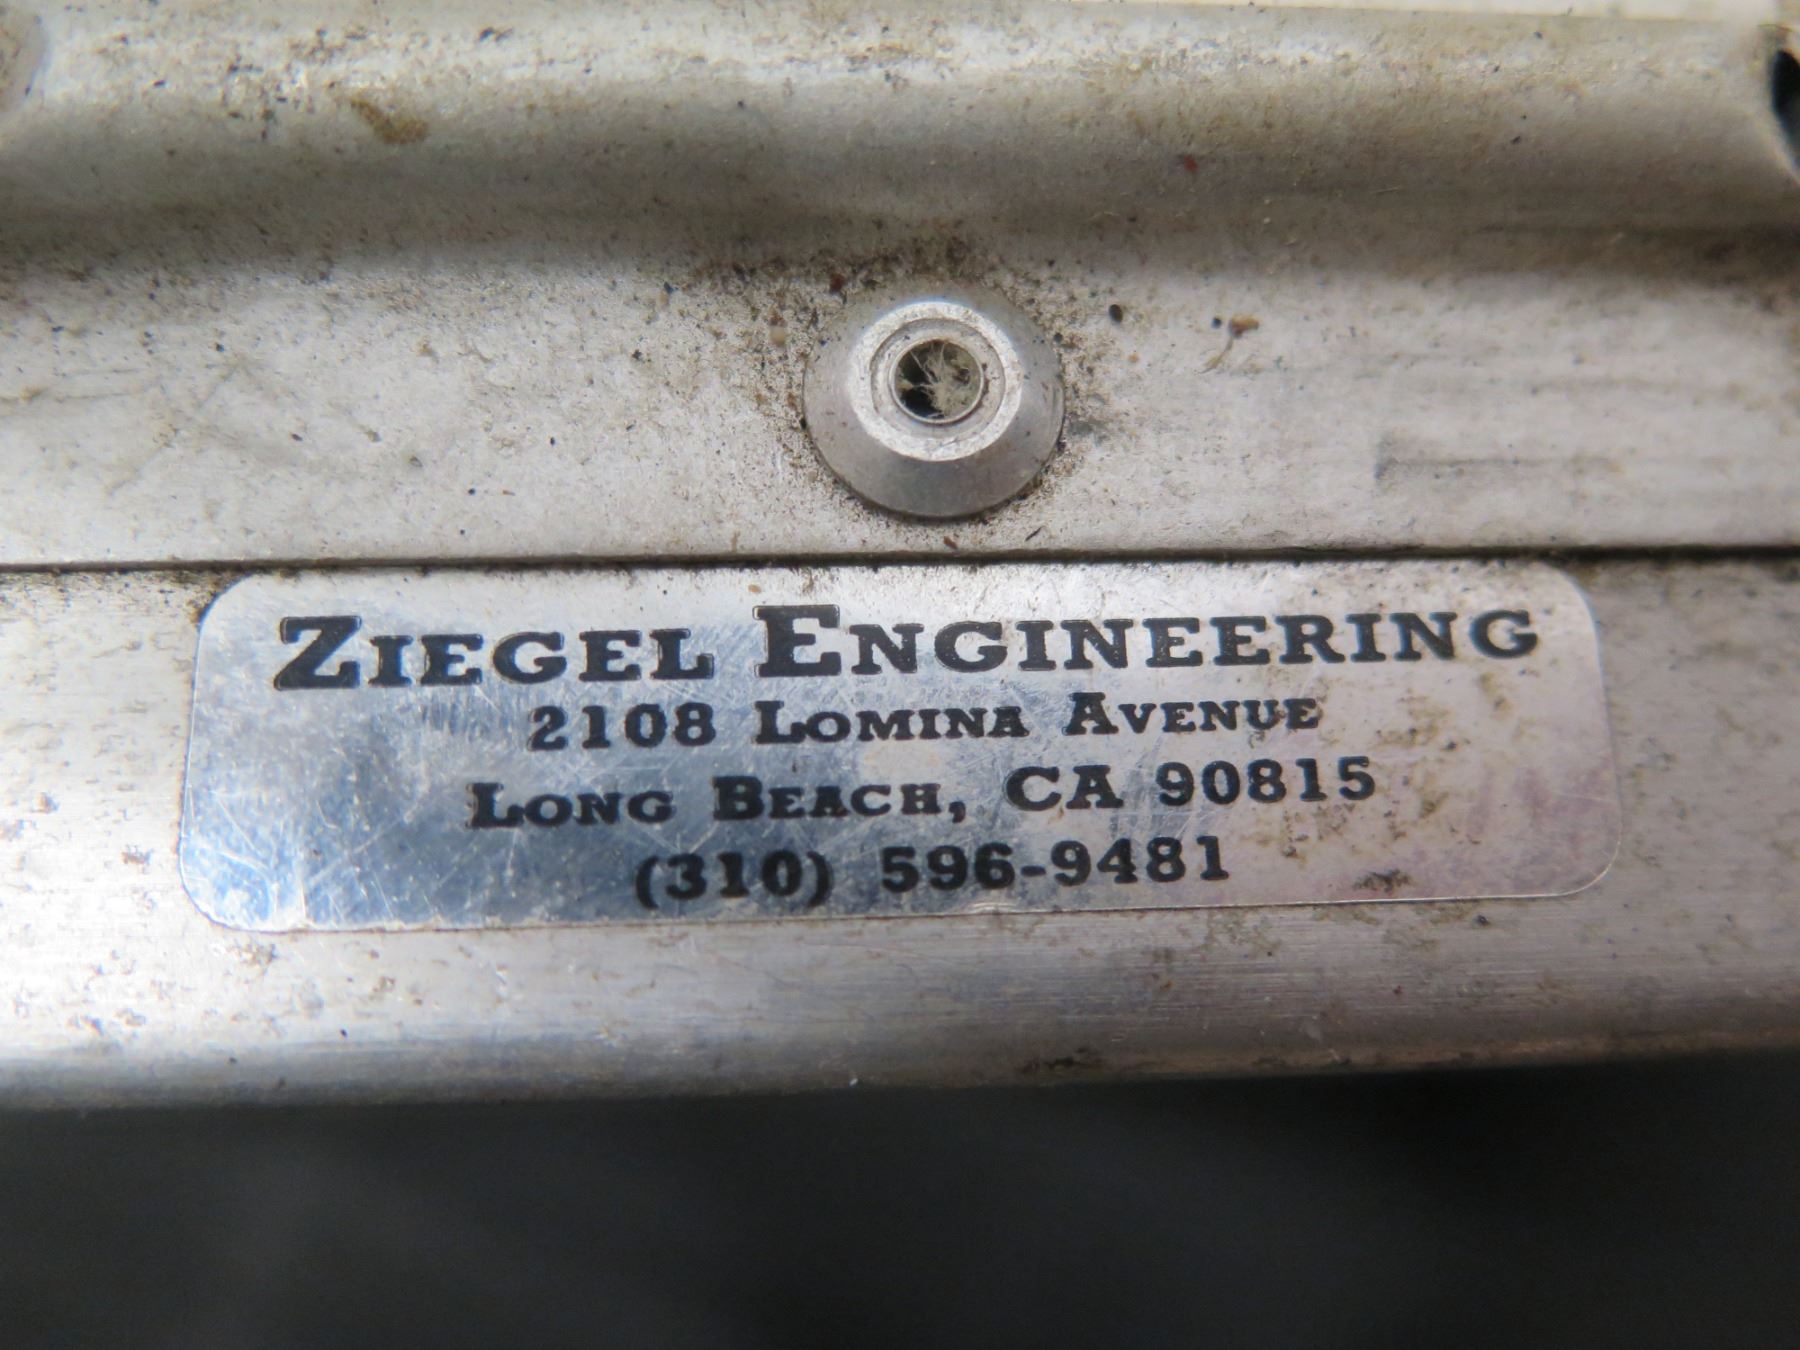 ZIEGEL ENGINEERING
2108 LOMINA AVENUE
LONG BEACH, CA 90815
(310) 596-9481